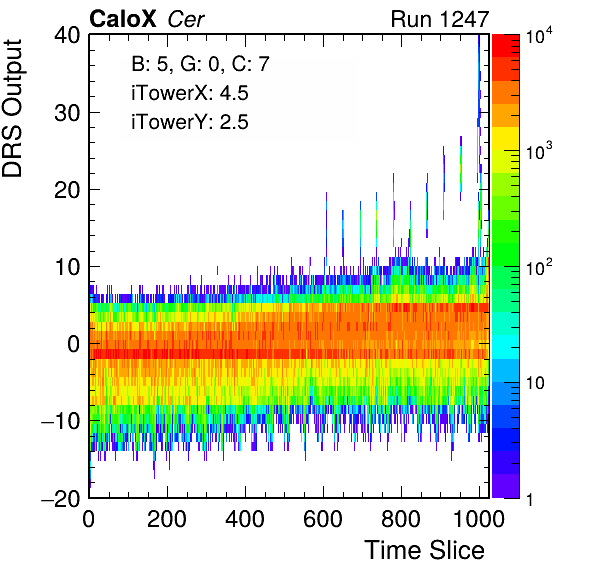 CaloX Cer Run 1247
B: 5, G: 0, C: 7
iTowerX: 4.5
iTowerY: 2.5
DRS Output
40
30
20
10
0
−10
−20
0 200 400 600 800 1000
Time Slice
10^4
10^3
10^2
10
1